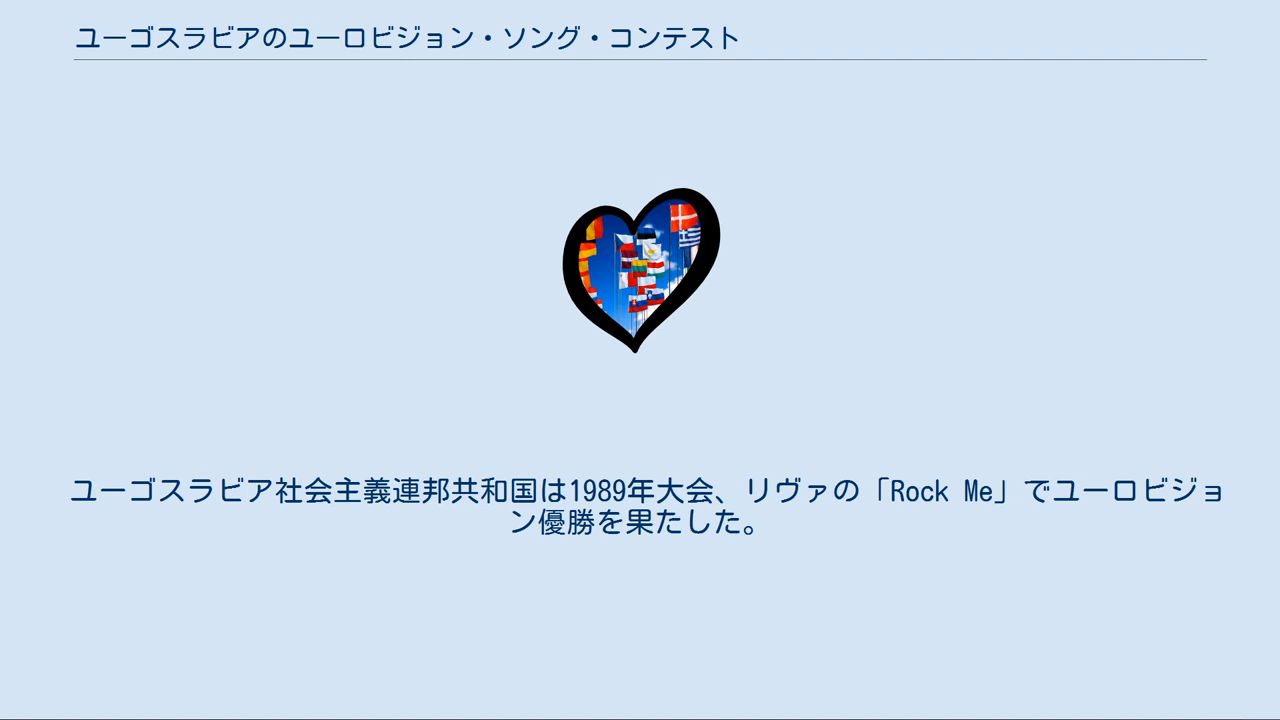 ユーゴスラビアのユーロビジョン・ソング・コンテスト
ユーゴスラビア社会主義連邦共和国は1989年大会、リヴァの「Rock Me」でユーロビジョ
ン優勝を果たした。